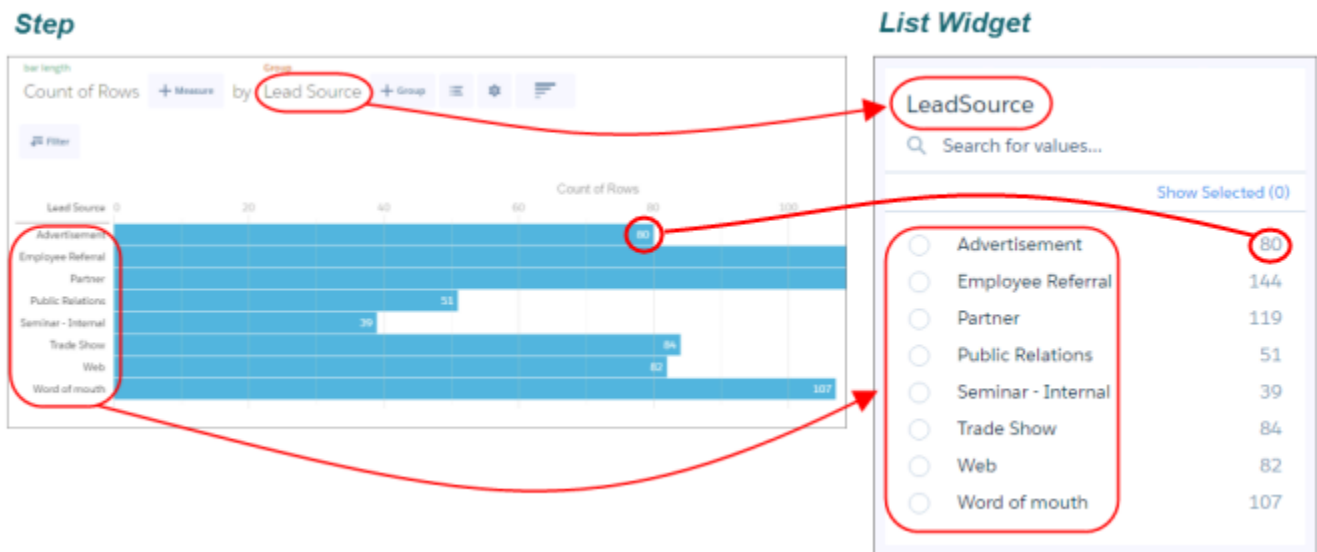 Step
List Widget
bar length
Group
Count of Rows + Measure by Lead Source + Group
Filter
Count of Rows
Lead Source 0 20 40 60 80 100
Advertisement 80
Employee Referral
Partner
Public Relations 51
Seminar - Internal 39
Trade Show 84
Web 82
Word of mouth 107
LeadSource
Search for values...
Show Selected (0)
Advertisement 80
Employee Referral 144
Partner 119
Public Relations 51
Seminar - Internal 39
Trade Show 84
Web 82
Word of mouth 107